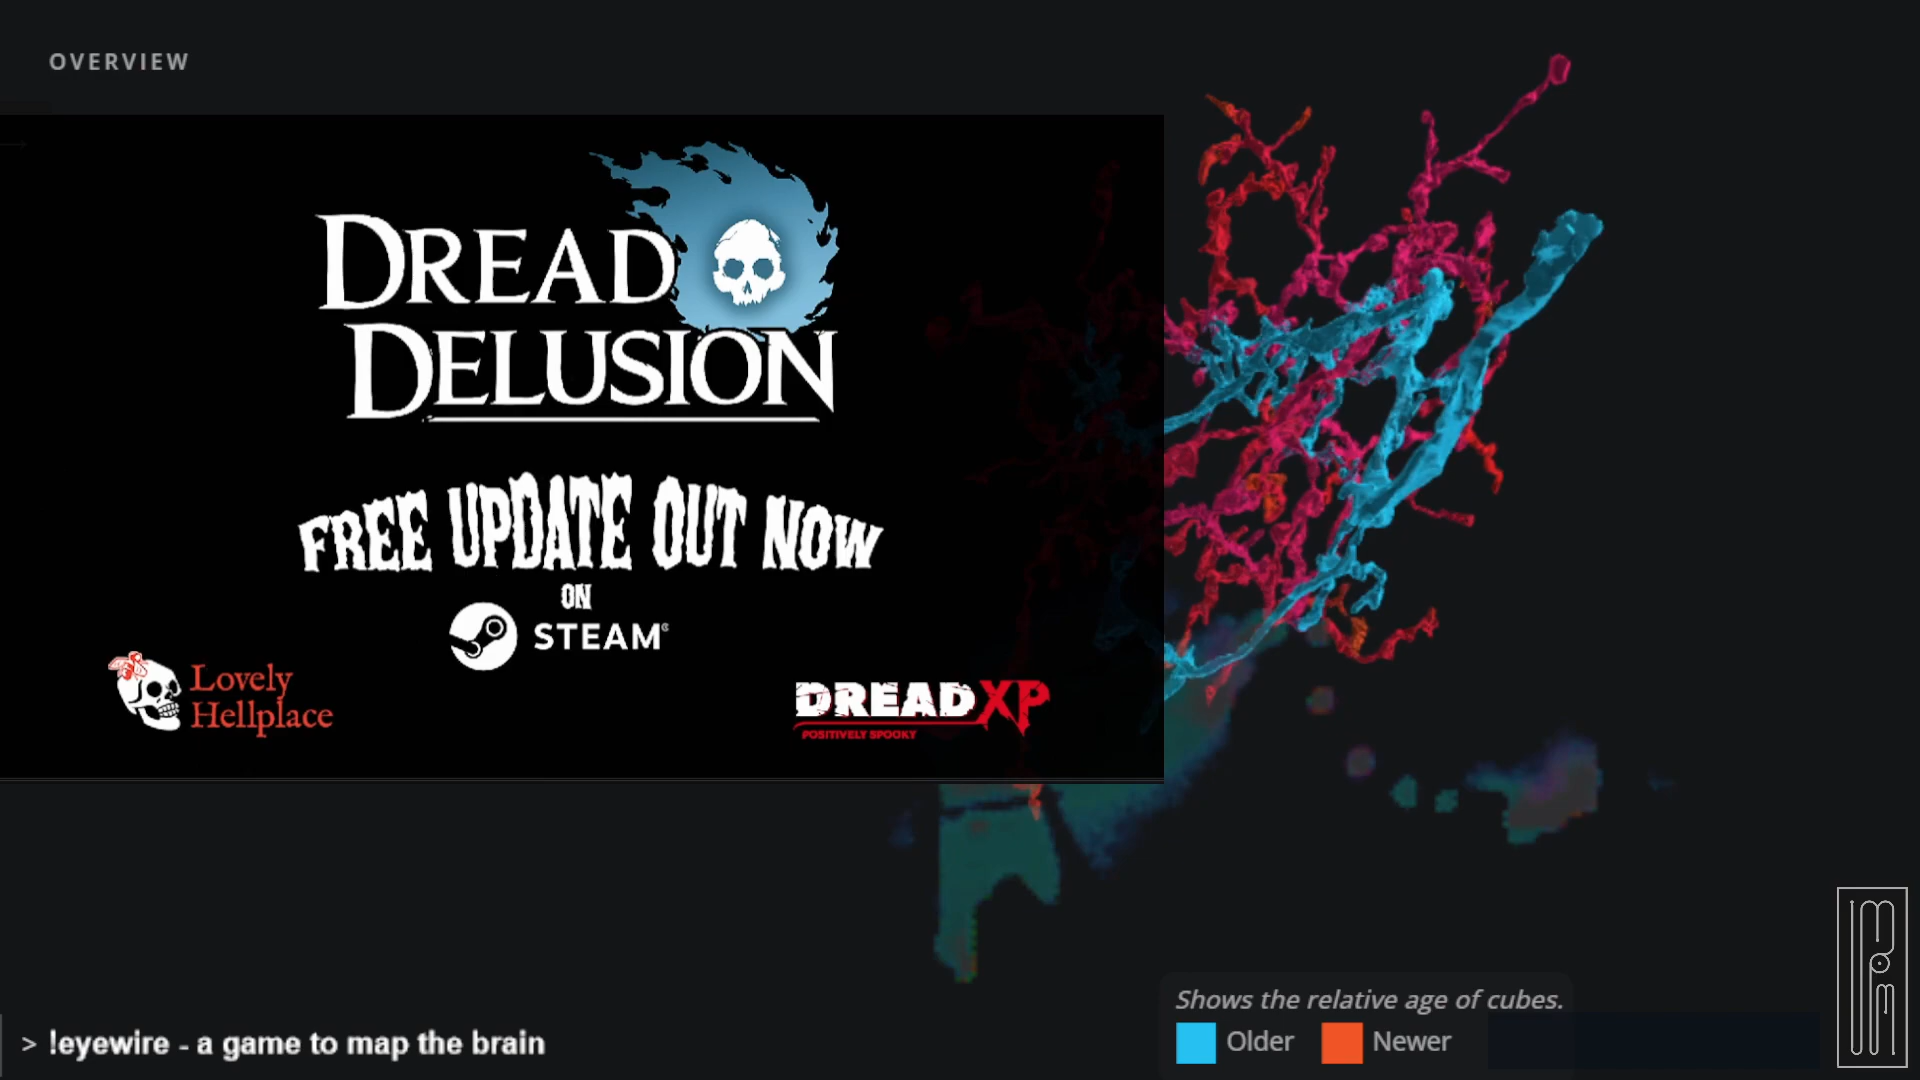 OVERVIEW
DREAD
DELUSION
FREE UPDATE OUT NOW
ON
STEAM
Lovely
Hellplace
DREADXP
POSITIVELY SPOOKY
Shows the relative age of cubes.
Older Newer
> !eyewire - a game to map the brain